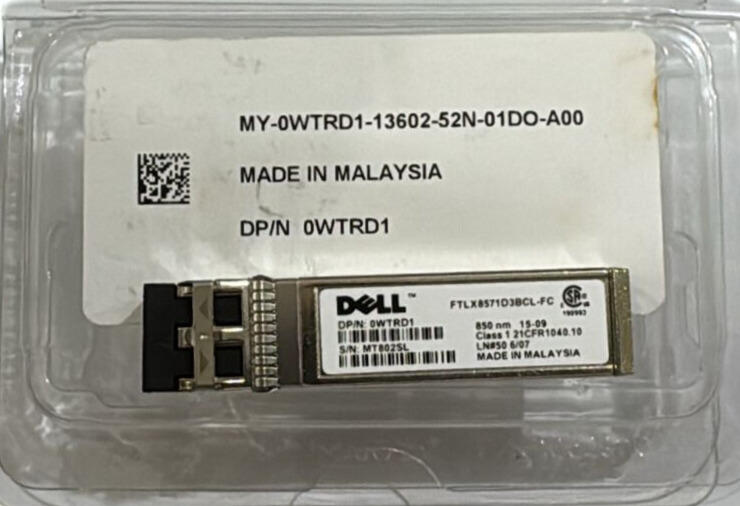 MY-0WTRD1-13602-52N-01DO-A00
MADE IN MALAYSIA
DP/N 0WTRD1
DELL™
DP/N: 0WTRD1
S/N: MT802SL
FTLX8571D3BCL-FC
850 nm 15-09
Class 1 21CFR1040.10
LN#50 6/07
MADE IN MALAYSIA